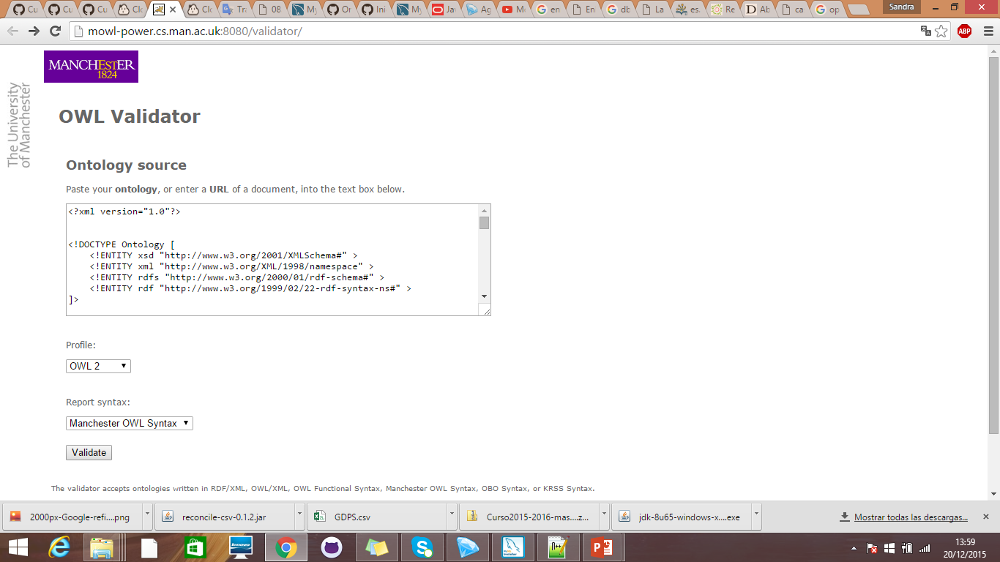 Cu
Cu
Cu
Clo
Clo
Tra
08
My
Or
Ini
My
Jav
Ag
Me
en
En
db
La
es.
Re
Ab
ca
op
Sandra
mowl-power.cs.man.ac.uk:8080/validator/
ABP
MANCHESTER
1824
The University
of Manchester
OWL Validator
Ontology source
Paste your ontology, or enter a URL of a document, into the text box below.
<?xml version="1.0"?>
<!DOCTYPE Ontology [
<!ENTITY xsd "http://www.w3.org/2001/XMLSchema#" >
<!ENTITY xml "http://www.w3.org/XML/1998/namespace" >
<!ENTITY rdfs "http://www.w3.org/2000/01/rdf-schema#" >
<!ENTITY rdf "http://www.w3.org/1999/02/22-rdf-syntax-ns#" >
]>
Profile:
OWL 2
Report syntax:
Manchester OWL Syntax
Validate
The validator accepts ontologies written in RDF/XML, OWL/XML, OWL Functional Syntax, Manchester OWL Syntax, OBO Syntax, or KRSS Syntax.
2000px-Google-refi....png
reconcile-csv-0.1.2.jar
GDPS.csv
Curso2015-2016-mas....z...
jdk-8u65-windows-x....exe
Mostrar todas las descargas...
lenovo
13:59
20/12/2015